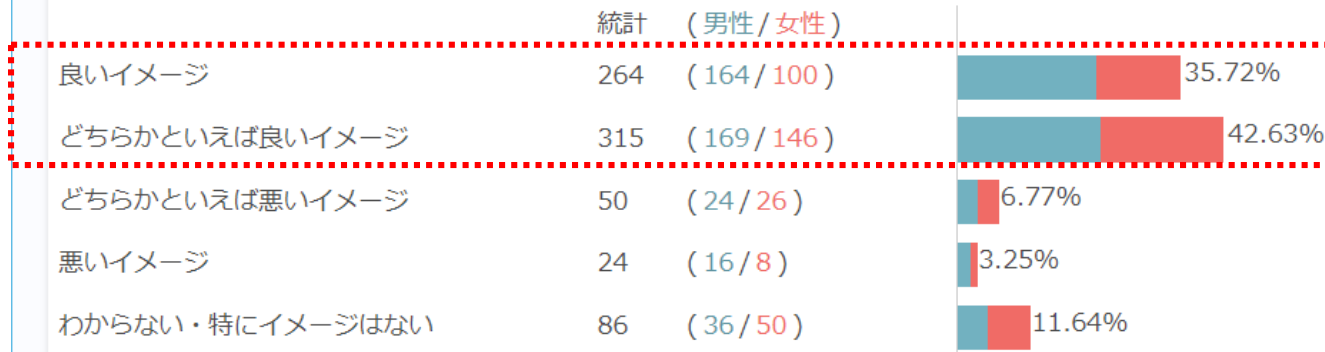 統計 (男性/女性)
良いイメージ 264 (164/100) 35.72%
どちらかといえば良いイメージ 315 (169/146) 42.63%
どちらかといえば悪いイメージ 50 (24/26) 6.77%
悪いイメージ 24 (16/8) 3.25%
わからない・特にイメージはない 86 (36/50) 11.64%